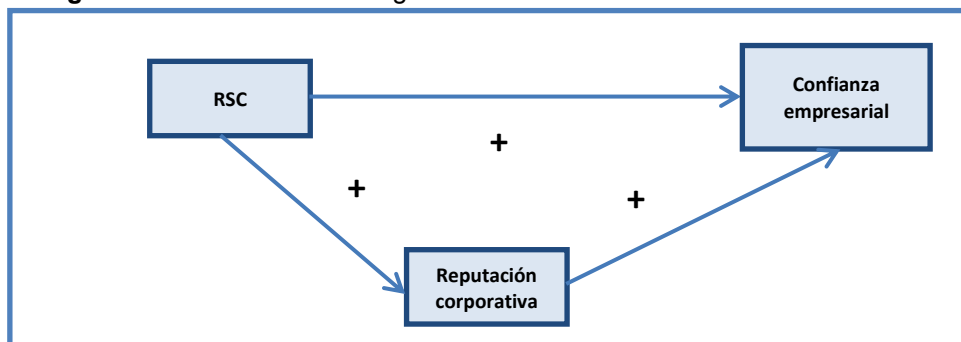 RSC
Confianza
empresarial
+
+
+
Reputación
corporativa